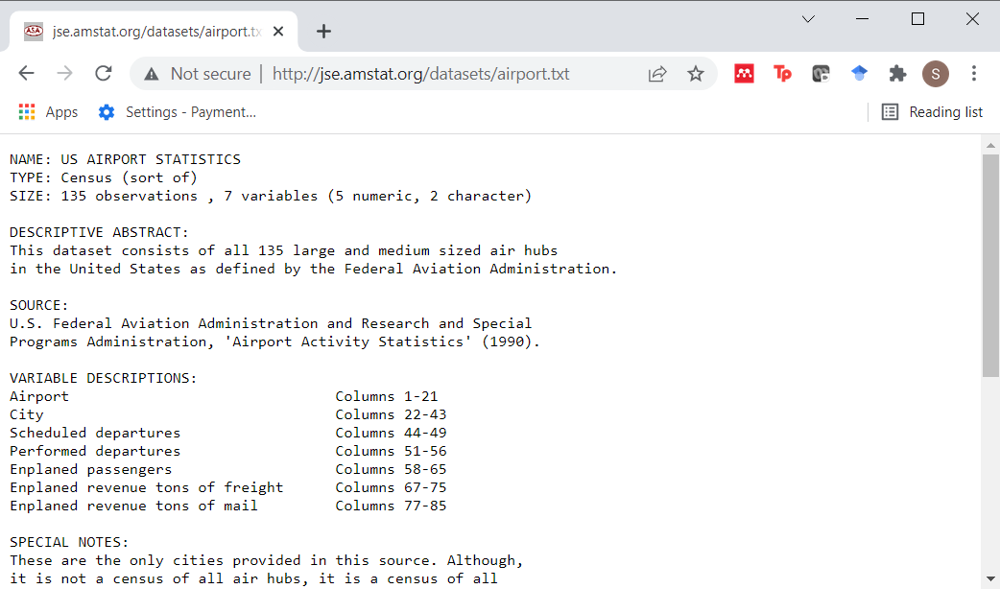 ASA jse.amstat.org/datasets/airport.tx
Not secure | http://jse.amstat.org/datasets/airport.txt Tp S
Apps Settings - Payment... Reading list
NAME: US AIRPORT STATISTICS
TYPE: Census (sort of)
SIZE: 135 observations , 7 variables (5 numeric, 2 character)
DESCRIPTIVE ABSTRACT:
This dataset consists of all 135 large and medium sized air hubs
in the United States as defined by the Federal Aviation Administration.
SOURCE:
U.S. Federal Aviation Administration and Research and Special
Programs Administration, 'Airport Activity Statistics' (1990).
VARIABLE DESCRIPTIONS:
Airport Columns 1-21
City Columns 22-43
Scheduled departures Columns 44-49
Performed departures Columns 51-56
Enplaned passengers Columns 58-65
Enplaned revenue tons of freight Columns 67-75
Enplaned revenue tons of mail Columns 77-85
SPECIAL NOTES:
These are the only cities provided in this source. Although,
it is not a census of all air hubs, it is a census of all